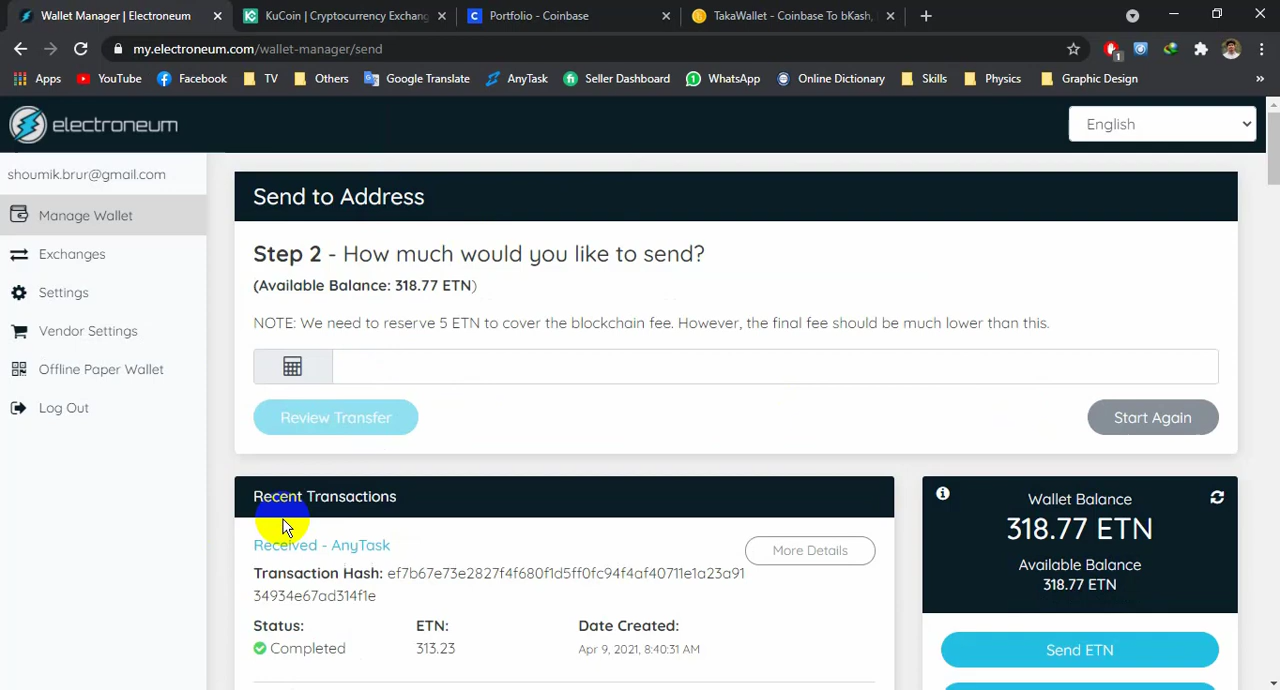 Wallet Manager | Electroneum
KuCoin | Cryptocurrency Exchang
Portfolio - Coinbase
TakaWallet - Coinbase To bKash,
my.electroneum.com/wallet-manager/send
1
Apps
YouTube
Facebook
TV
Others
Google Translate
AnyTask
Seller Dashboard
WhatsApp
Online Dictionary
Skills
Physics
Graphic Design
»
electroneum
English
shoumik.brur@gmail.com
Manage Wallet
Exchanges
Settings
Vendor Settings
Offline Paper Wallet
Log Out
Send to Address
Step 2 - How much would you like to send?
(Available Balance: 318.77 ETN)
NOTE: We need to reserve 5 ETN to cover the blockchain fee. However, the final fee should be much lower than this.
Review Transfer
Start Again
Recent Transactions
Received - AnyTask
More Details
Transaction Hash: ef7b67e73e2827f4f680f1d5ff0fc94f4af40711e1a23a91
34934e67ad314f1e
Status:
ETN:
Date Created:
Completed
313.23
Apr 9, 2021, 8:40:31 AM
Wallet Balance
318.77 ETN
Available Balance
318.77 ETN
Send ETN